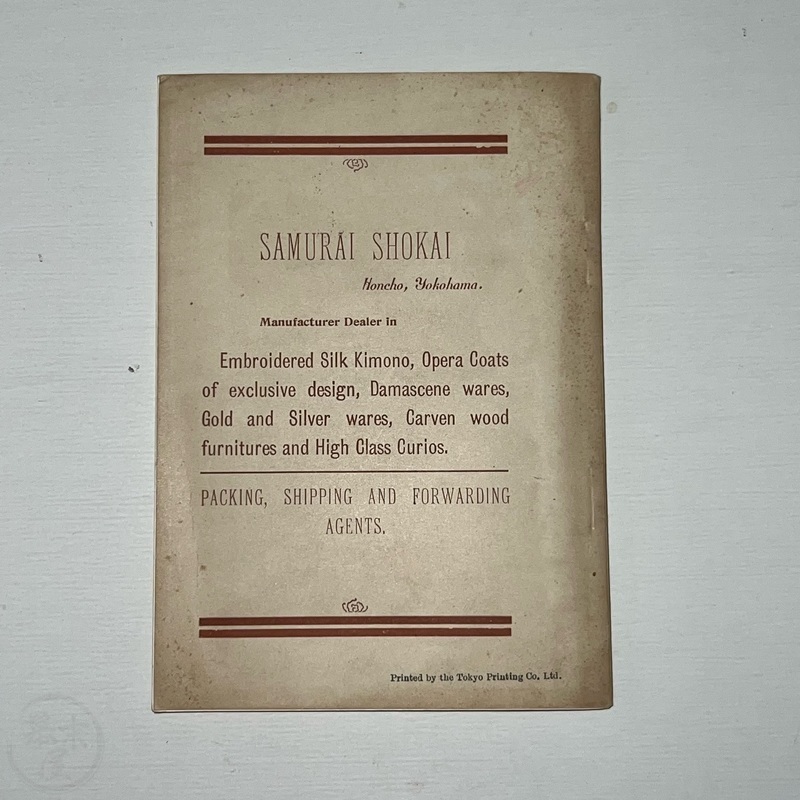 SAMURAI SHOKAI
Honcho, Yokohama.
Manufacturer Dealer in
Embroidered Silk Kimono, Opera Coats
of exclusive design, Damascene wares,
Gold and Silver wares, Carven wood
furnitures and High Class Curios.
PACKING, SHIPPING AND FORWARDING
AGENTS.
Printed by the Tokyo Printing Co. Ltd.